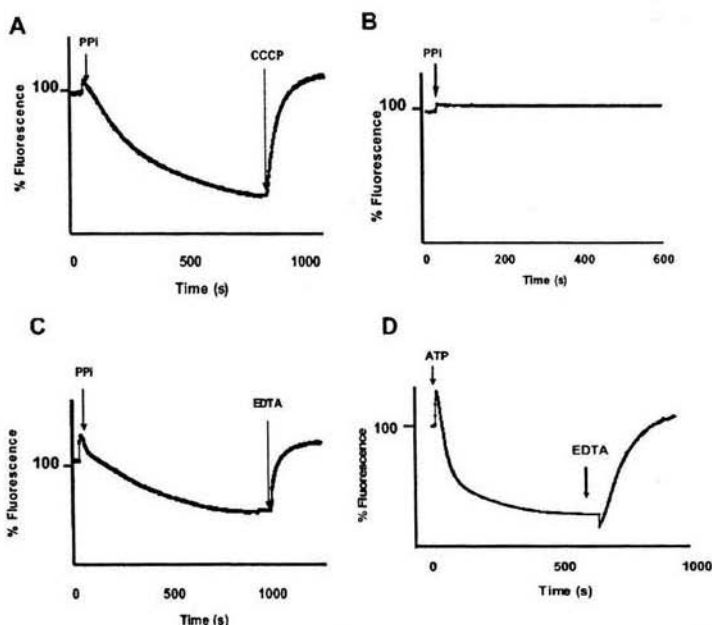 A
PPi
CCCP
100
% Fluorescence
0
500
1000
Time (s)
B
PPi
100
% Fluorescence
0
200
400
600
Time (s)
C
PPi
EDTA
100
% Fluorescence
0
500
1000
Time (s)
D
ATP
EDTA
100
% Fluorescence
0
500
1000
Time (s)